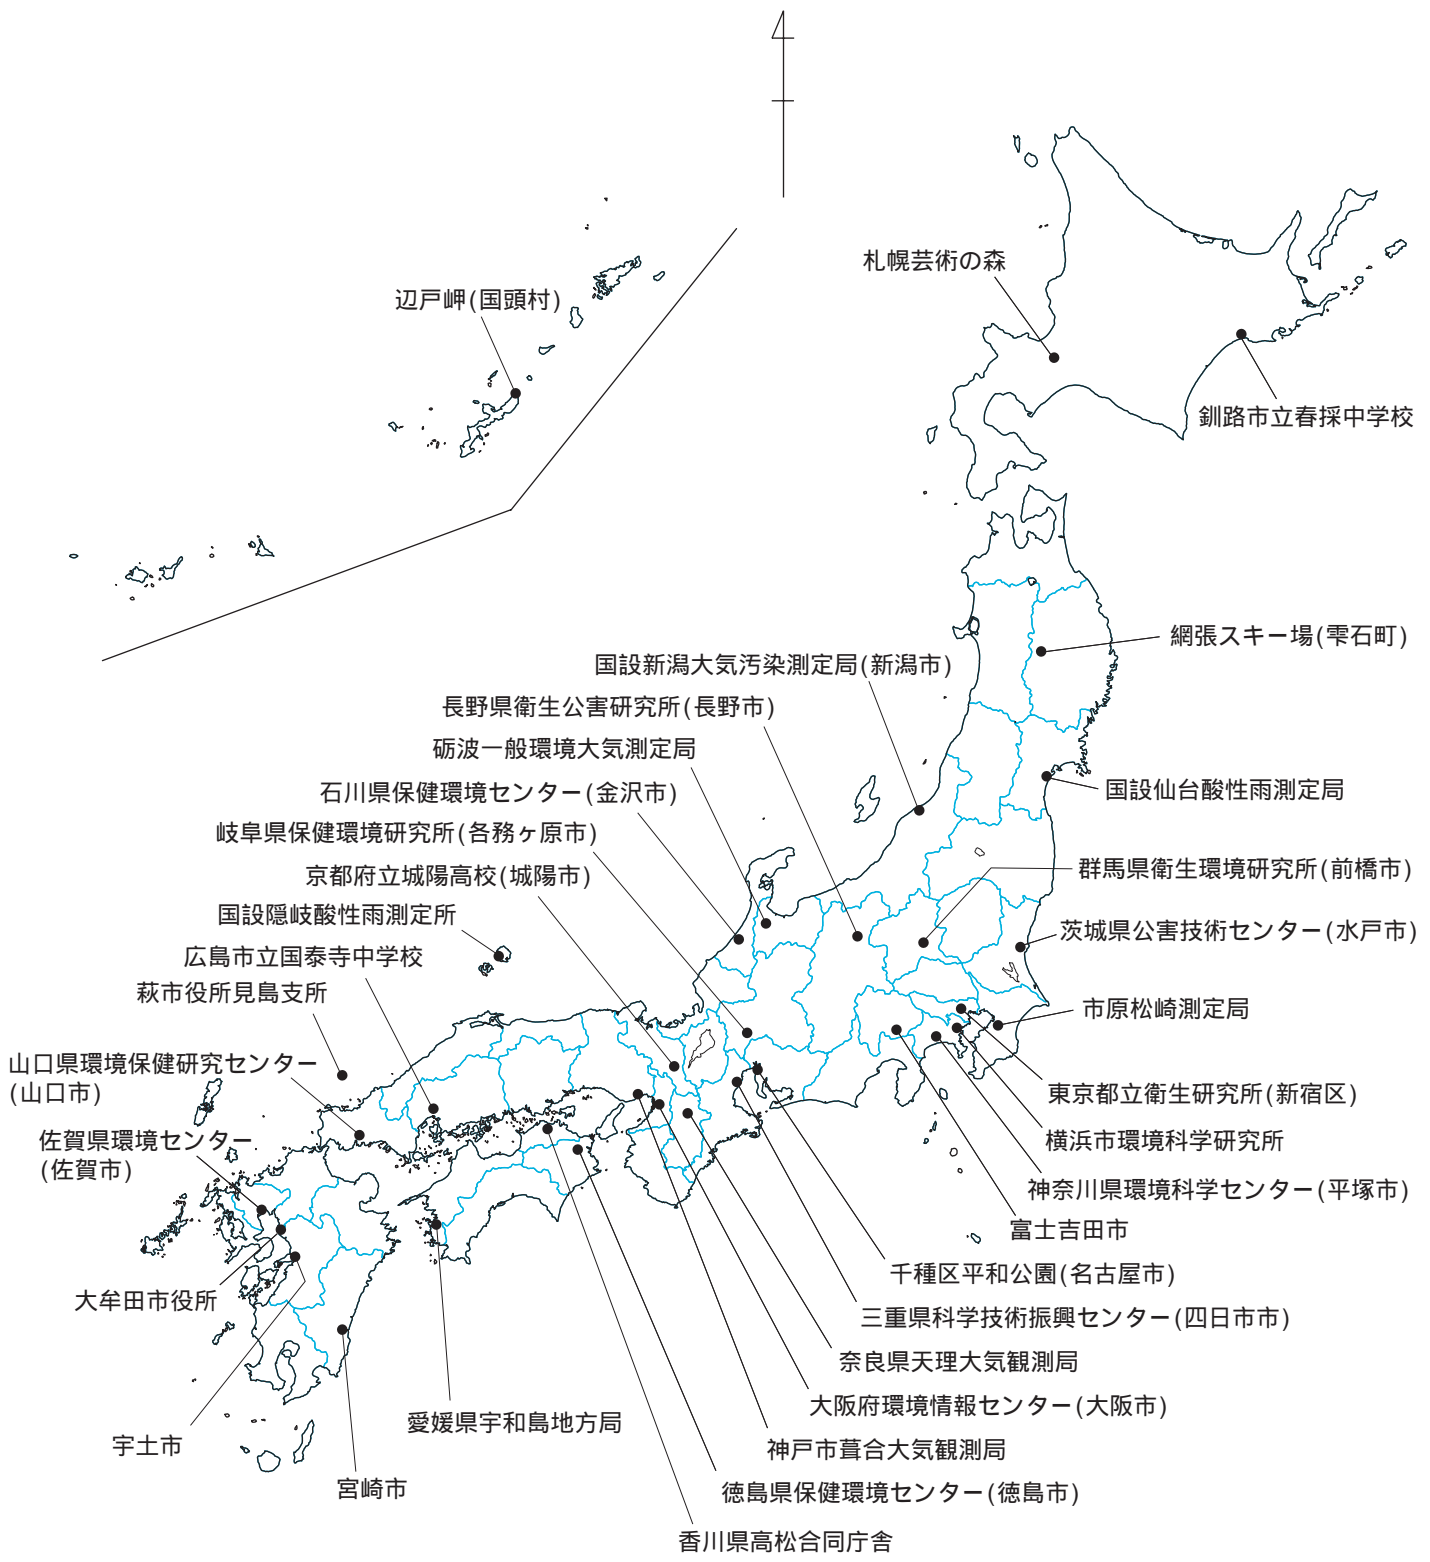 札幌芸術の森
辺戸岬(国頭村)
釧路市立春採中学校
網張スキー場(雫石町)
国設新潟大気汚染測定局(新潟市)
長野県衛生公害研究所(長野市)
砺波一般環境大気測定局
国設仙台酸性雨測定局
石川県保健環境センター(金沢市)
岐阜県保健環境研究所(各務ヶ原市)
群馬県衛生環境研究所(前橋市)
京都府立城陽高校(城陽市)
国設隠岐酸性雨測定所
茨城県公害技術センター(水戸市)
広島市立国泰寺中学校
萩市役所見島支所
市原松崎測定局
山口県環境保健研究センター
(山口市)
東京都立衛生研究所(新宿区)
佐賀県環境センター
(佐賀市)
横浜市環境科学研究所
神奈川県環境科学センター(平塚市)
富士吉田市
千種区平和公園(名古屋市)
大牟田市役所
三重県科学技術振興センター(四日市市)
奈良県天理大気観測局
大阪府環境情報センター(大阪市)
愛媛県宇和島地方局
宇土市
神戸市葺合大気観測局
宮崎市
徳島県保健環境センター(徳島市)
香川県高松合同庁舎